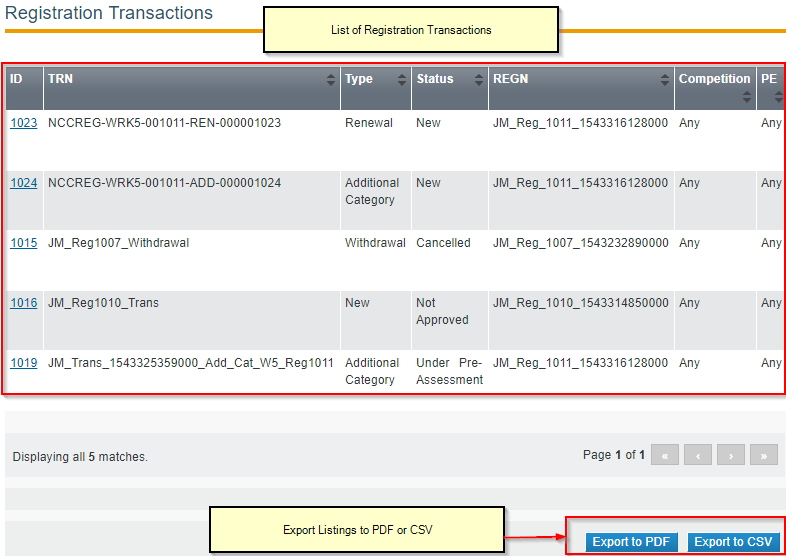 Registration Transactions
List of Registration Transactions
ID TRN Type Status REGN Competition PE
1023 NCCREG-WRK5-001011-REN-000001023 Renewal New JM_Reg_1011_1543316128000 Any Any
1024 NCCREG-WRK5-001011-ADD-000001024 Additional New JM_Reg_1011_1543316128000 Any Any
Category
1015 JM_Reg1007_Withdrawal Withdrawal Cancelled JM_Reg_1007_1543232890000 Any Any
1016 JM_Reg1010_Trans New Not JM_Reg_1010_1543314850000 Any Any
Approved
1019 JM_Trans_1543325359000_Add_Cat_W5_Reg1011 Additional Under Pre- JM_Reg_1011_1543316128000 Any Any
Category Assessment
Displaying all 5 matches. Page 1 of 1 « ‹ › »
Export Listings to PDF or CSV
Export to PDF Export to CSV